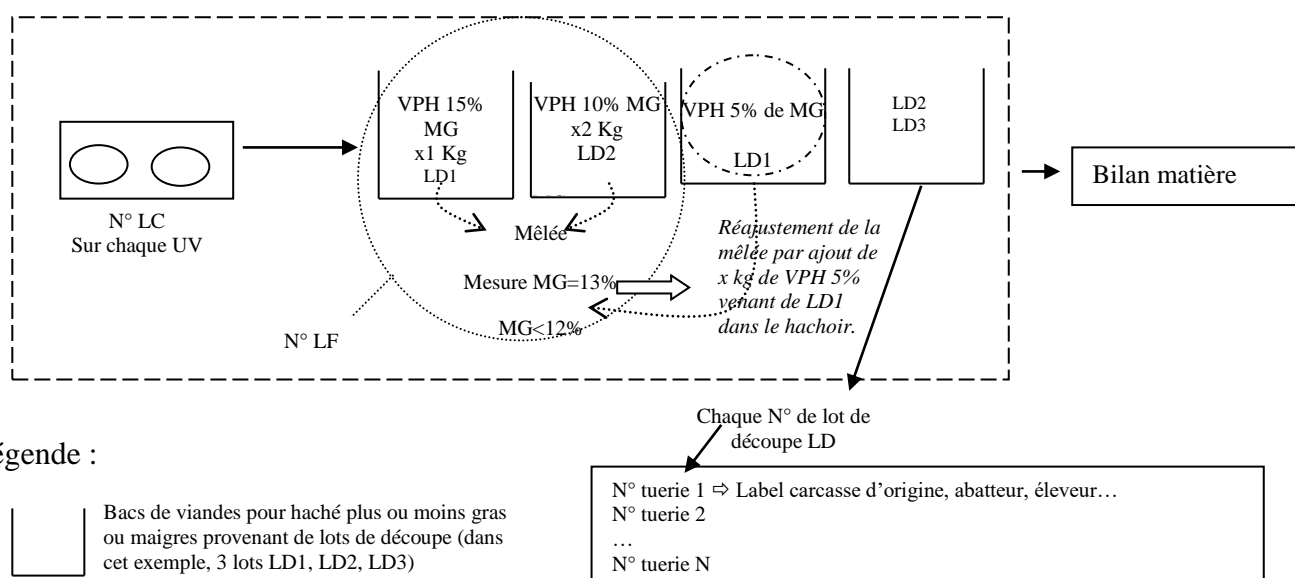 VPH 15%
MG
x1 Kg
LD1
VPH 10% MG
x2 Kg
LD2
VPH 5% de MG
LD1
LD2
LD3
Bilan matière
N° LC
Sur chaque UV
Mêlée
Mesure MG=13%
MG<12%
N° LF
Réajustement de la
mêlée par ajout de
x kg de VPH 5%
venant de LD1
dans le hachoir.
Chaque N° de lot de
découpe LD
égende :
Bacs de viandes pour haché plus ou moins gras
ou maigres provenant de lots de découpe (dans
cet exemple, 3 lots LD1, LD2, LD3)
N° tuerie 1 ⇨ Label carcasse d’origine, abatteur, éleveur…
N° tuerie 2
…
N° tuerie N